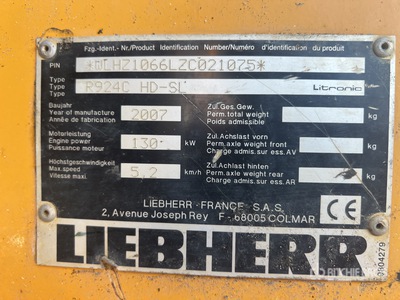 Fzg.-Ident.- Nr./Product Identification Number/Numéro d'identification du produit
PIN *WLHZ1066LZC021075*
Type
Type R924C HD-SL Litronic
Type
Baujahr
Year of manufacture 2007
Année de fabrication
Zul. Ges. Gew.
Perm. total weight kg
Poids admissible
Motorleistung
Engine power 130 kW
Puissance moteur
Zul. Achslast vorn
Perm. axle weight front kg
Charge admis. sur ess. AV
Höchstgeschwindigkeit
Max. speed 5,2 km/h
Vitesse maxi.
Zul. Achslast hinten
Perm. axle weight rear kg
Charge admis. sur ess. AR
LIEBHERR - FRANCE S.A.S.
2, Avenue Joseph Rey F - 68005 COLMAR
CE
LIEBHERR
RITCHIE BROS